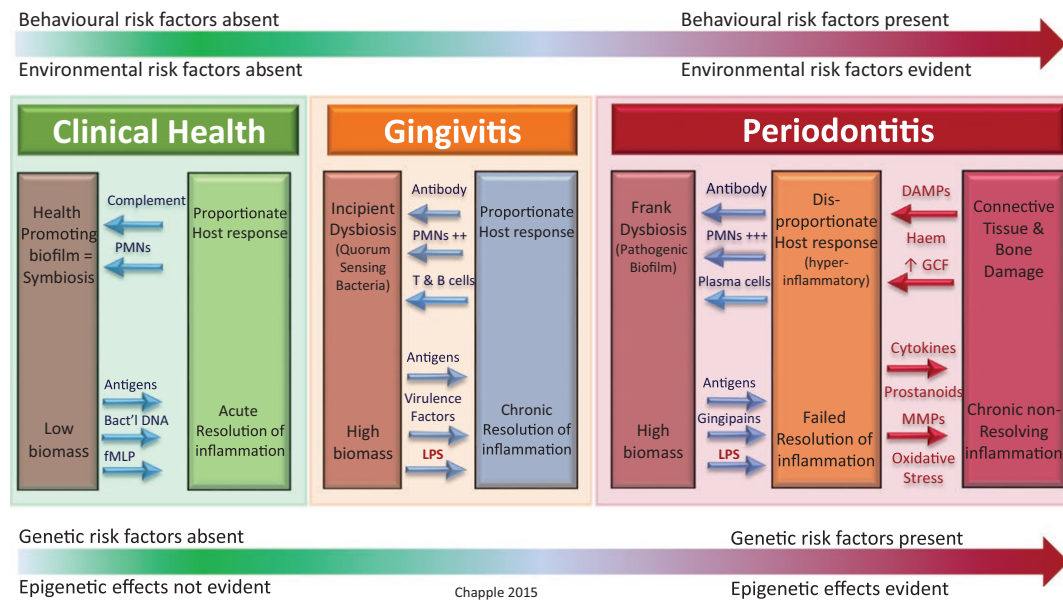 Behavioural risk factors absent
Behavioural risk factors present
Environmental risk factors absent
Environmental risk factors evident
Clinical Health
Health
Promoting
biofilm =
Symbiosis
Low
biomass
Complement
PMNs
Antigens
Bact'l DNA
fMLP
Proportionate
Host response
Acute
Resolution of
inflammation
Gingivitis
Incipient
Dysbiosis
(Quorum
Sensing
Bacteria)
High
biomass
Antibody
PMNs ++
T & B cells
Antigens
Virulence
Factors
LPS
Proportionate
Host response
Chronic
Resolution of
inflammation
Periodontitis
Frank
Dysbiosis
(Pathogenic
Biofilm)
High
biomass
Antibody
PMNs +++
Plasma cells
Antigens
Gingipains
LPS
Dis-
proportionate
Host response
(hyper-
inflammatory)
Failed
Resolution of
inflammation
DAMPs
Haem
↑ GCF
Cytokines
Prostanoids
MMPs
Oxidative
Stress
Connective
Tissue &
Bone
Damage
Chronic non-
Resolving
inflammation
Genetic risk factors absent
Genetic risk factors present
Epigenetic effects not evident
Chapple 2015
Epigenetic effects evident